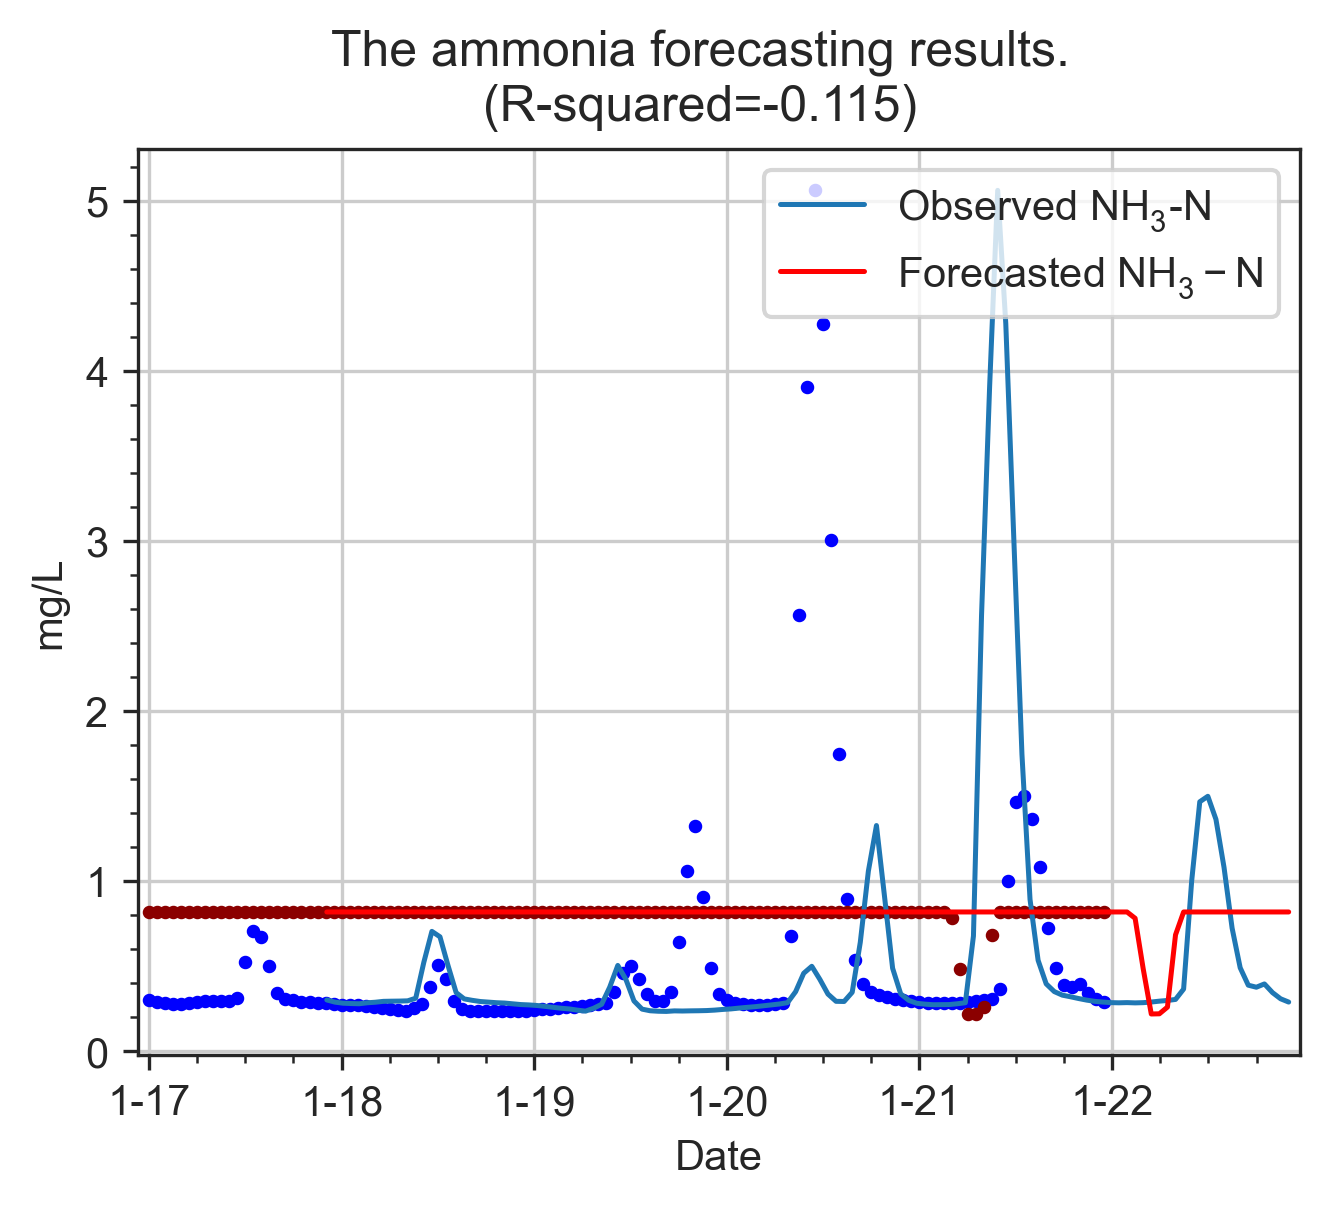 The ammonia forecasting results.
(R-squared=-0.115)
Observed NH₃-N
Forecasted NH₃ − N
5
4
3
2
1
0
mg/L
1-17 1-18 1-19 1-20 1-21 1-22
Date